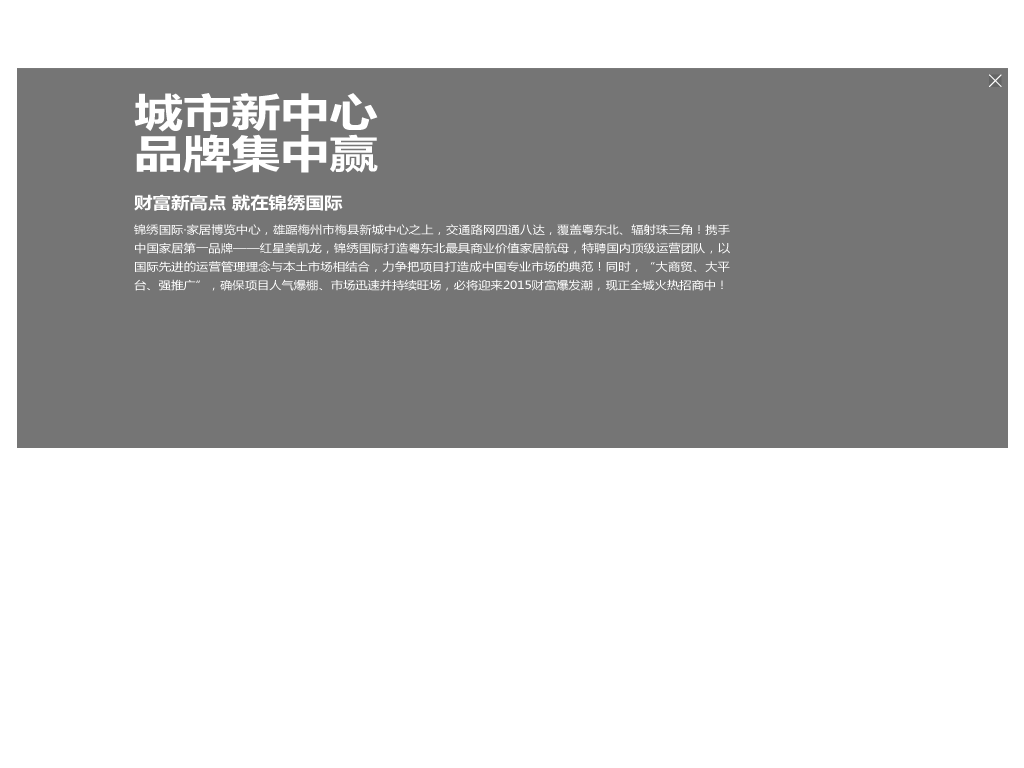 城市新中心
品牌集中赢
财富新高点 就在锦绣国际
锦绣国际·家居博览中心，雄踞梅州市梅县新城中心之上，交通路网四通八达，覆盖粤东北、辐射珠三角！携手
中国家居第一品牌——红星美凯龙，锦绣国际打造粤东北最具商业价值家居航母，特聘国内顶级运营团队，以
国际先进的运营管理理念与本土市场相结合，力争把项目打造成中国专业市场的典范！同时，“大商贸、大平
台、强推广”，确保项目人气爆棚、市场迅速并持续旺场，必将迎来2015财富爆发潮，现正全城火热招商中！